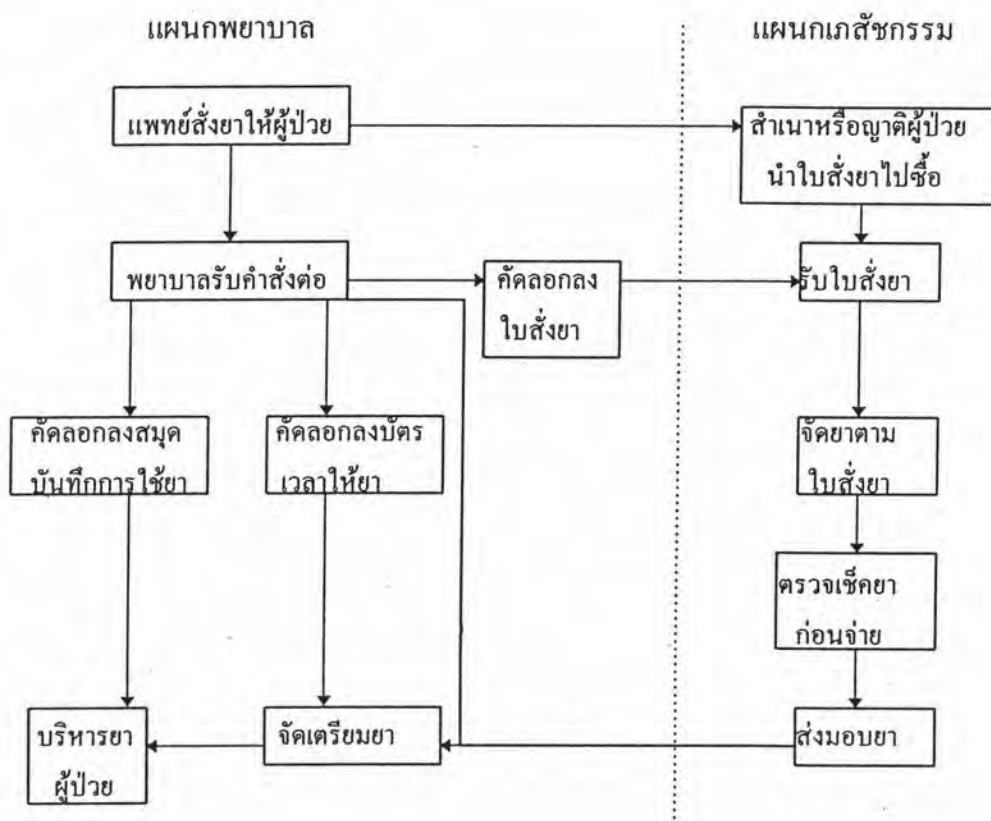 แผนกพยาบาล
แผนกเภสัชกรรม
แพทย์สั่งยาให้ผู้ป่วย
สำเนาหรือญาติผู้ป่วย
นำใบสั่งยาไปซื้อ
พยาบาลรับคำสั่งต่อ
คัดลอกลง
ใบสั่งยา
รับใบสั่งยา
คัดลอกลงสมุด
บันทึกการใช้ยา
คัดลอกลงบัตร
เวลาให้ยา
จัดยาตาม
ใบสั่งยา
ตรวจเช็คยา
ก่อนจ่าย
บริหารยา
ผู้ป่วย
จัดเตรียมยา
ส่งมอบยา